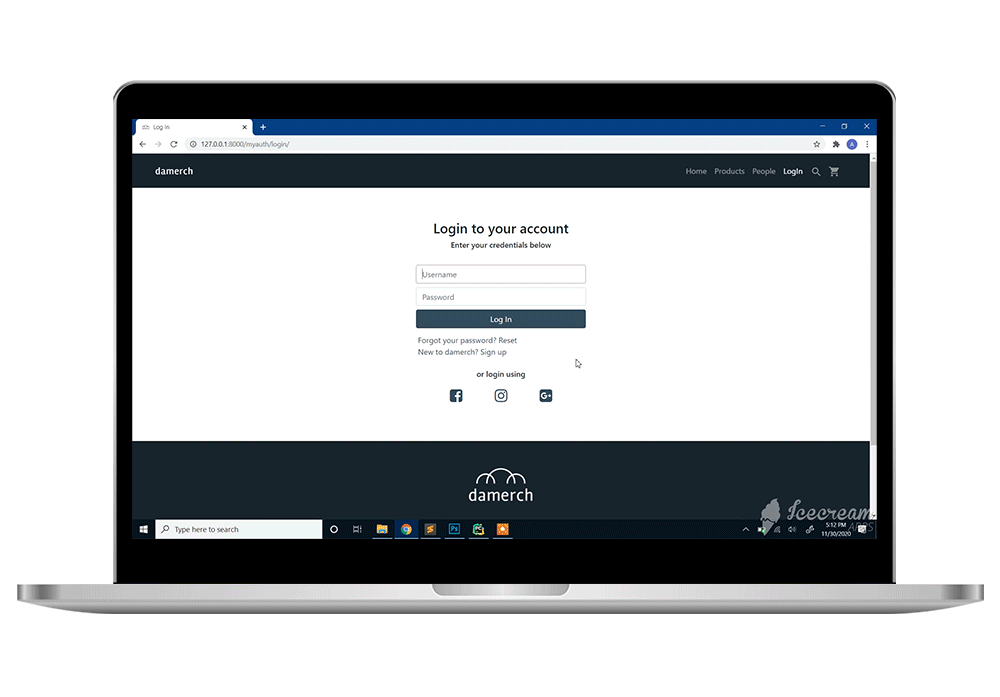 Log In
127.0.0.1:8000/myauth/login/
A
damerch
Home Products People LogIn
Login to your account
Enter your credentials below
Username
Password
Log In
Forgot your password? Reset
New to damerch? Sign up
or login using
G+
damerch
Icecream
APPS
Type here to search
S Ps PC
5:12 PM
11/30/2020